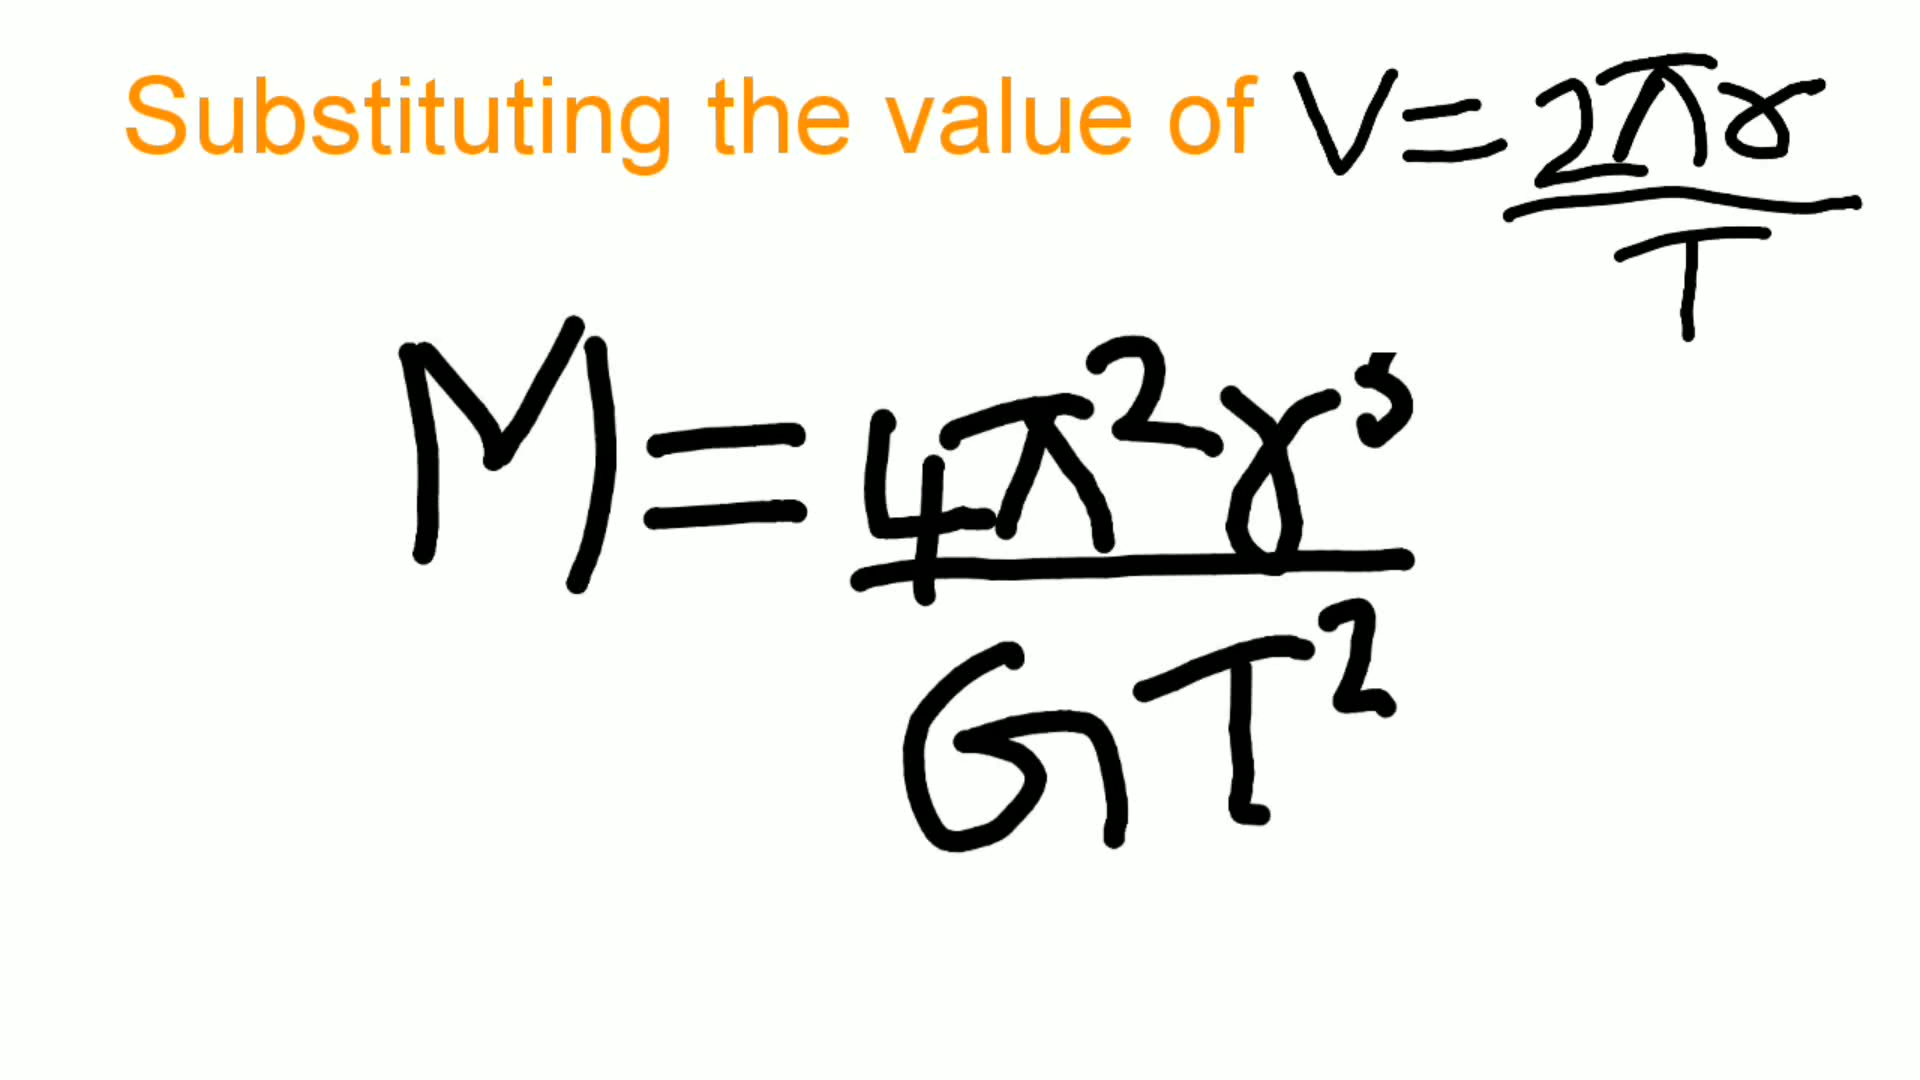 Substituting the value of V = 2πr/T
M = 4π²r³/GT²